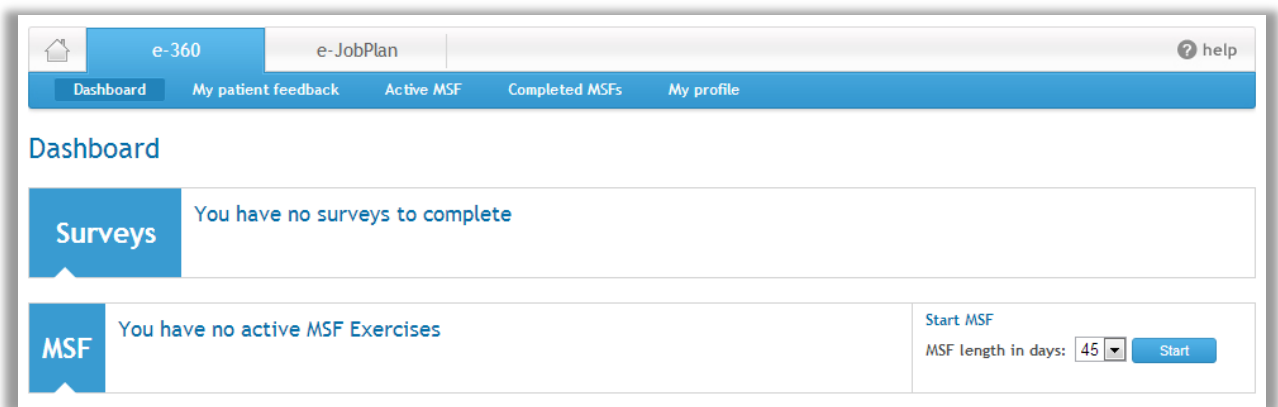 e-360 e-JobPlan help
Dashboard My patient feedback Active MSF Completed MSFs My profile
Dashboard
Surveys
You have no surveys to complete
MSF
You have no active MSF Exercises
Start MSF
MSF length in days: 45 Start